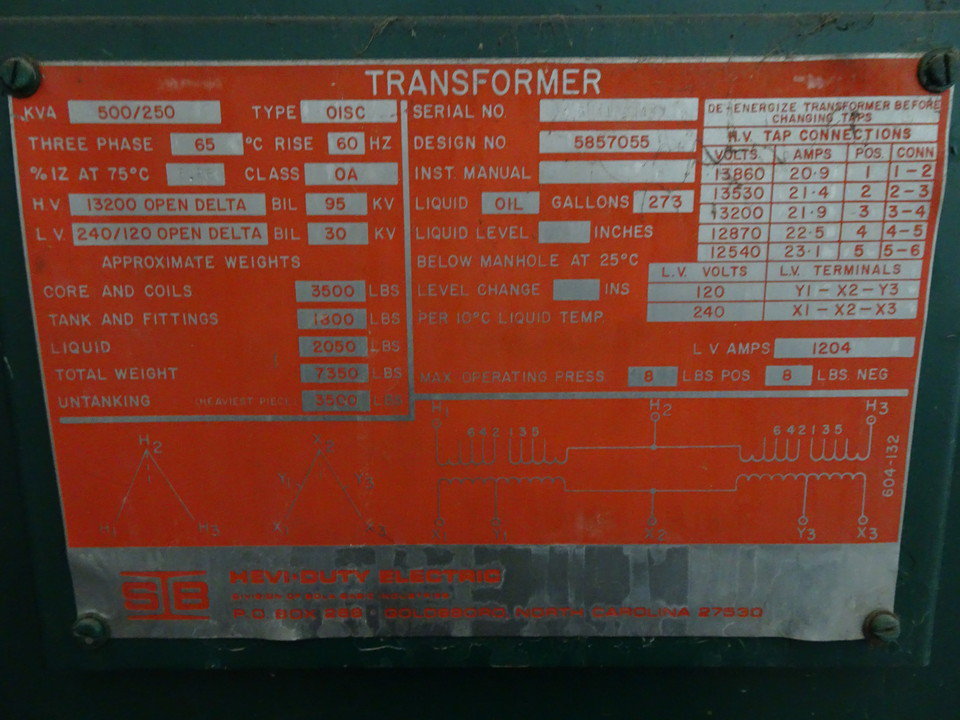 TRANSFORMER
KVA 500/250 TYPE OISC
THREE PHASE 65 °C RISE 60 HZ
% IZ AT 75°C CLASS OA
H.V. 13200 OPEN DELTA BIL 95 KV
L.V. 240/120 OPEN DELTA BIL 30 KV
APPROXIMATE WEIGHTS
CORE AND COILS 3500 LBS
TANK AND FITTINGS 1800 LBS
LIQUID 2050 LBS
TOTAL WEIGHT 7350 LBS
UNTANKING (HEAVIEST PIECE) 3500 LBS
SERIAL NO.
DESIGN NO 5857055
INST. MANUAL
LIQUID OIL GALLONS 273
LIQUID LEVEL INCHES
BELOW MANHOLE AT 25°C
LEVEL CHANGE INS
PER 10°C LIQUID TEMP.
DE-ENERGIZE TRANSFORMER BEFORE
CHANGING TAPS
H.V. TAP CONNECTIONS
VOLTS AMPS POS. CONN
13860 20.9 1 1-2
13530 21.4 2 2-3
13200 21.9 3 3-4
12870 22.5 4 4-5
12540 23.1 5 5-6
L.V. VOLTS L.V. TERMINALS
120 Y1-X2-Y3
240 X1-X2-X3
L V AMPS 1204
MAX OPERATING PRESS 8 LBS POS 8 LBS. NEG
H2
H1 H3
X2
Y1 Y3
X1 X3
H1 H2 H3
6 4 2 1 3 5 6 4 2 1 3 5
Y1 X2 Y3 X3
604-132
SB
HEVI-DUTY ELECTRIC
DIVISION OF SOLA BASIC INDUSTRIES
P.O. BOX 268 · GOLDSBORO, NORTH CAROLINA 27530